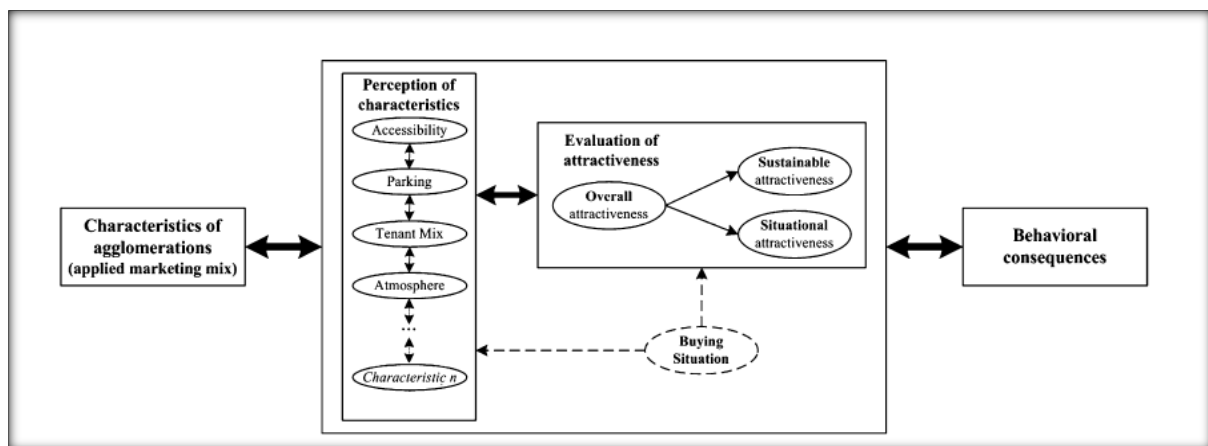 Characteristics of
agglomerations
(applied marketing mix)
Perception of
characteristics
Accessibility
Parking
Tenant Mix
Atmosphere
...
Characteristic n
Evaluation of
attractiveness
Overall
attractiveness
Sustainable
attractiveness
Situational
attractiveness
Buying
Situation
Behavioral
consequences